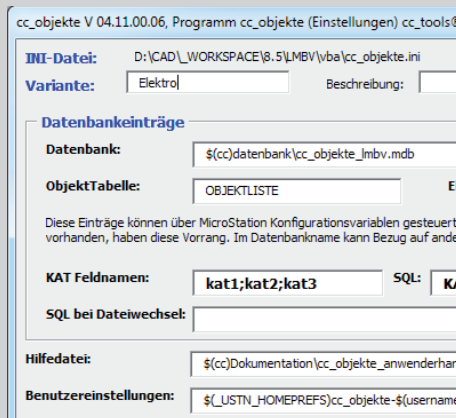 cc_objekte V 04.11.00.06, Programm cc_objekte (Einstellungen) cc_tools®
INI-Datei: D:\CAD\_WORKSPACE\8.5\LMBV\vba\cc_objekte.ini
Variante: Elektro Beschreibung:
Datenbankeinträge
Datenbank: $(cc)datenbank\cc_objekte_lmbv.mdb
ObjektTabelle: OBJEKTLISTE
Diese Einträge können über MicroStation Konfigurationsvariablen gesteuert
vorhanden, haben diese Vorrang. Im Datenbankname kann Bezug auf ande
KAT Feldnamen: kat1;kat2;kat3 SQL: KA
SQL bei Dateiwechsel:
Hilfedatei: $(cc)Dokumentation\cc_objekte_anwenderhan
Benutzereinstellungen: $(_USTN_HOMEPREFS)cc_objekte-$(username